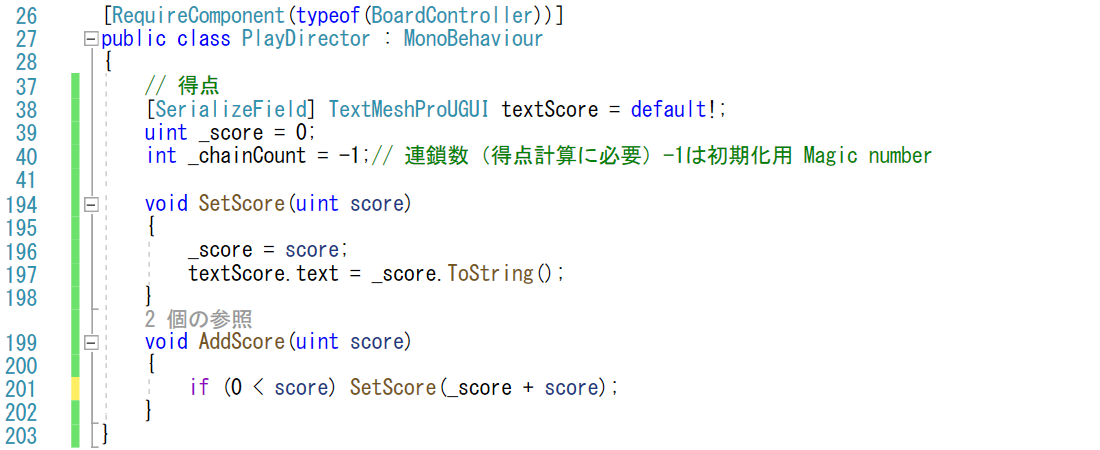 26 [RequireComponent(typeof(BoardController))]
27 public class PlayDirector : MonoBehaviour
28 {
37 // 得点
38 [SerializeField] TextMeshProUGUI textScore = default!;
39 uint _score = 0;
40 int _chainCount = -1;// 連鎖数（得点計算に必要）-1は初期化用 Magic number
41
194 void SetScore(uint score)
195 {
196 _score = score;
197 textScore.text = _score.ToString();
198 }
2 個の参照
199 void AddScore(uint score)
200 {
201 if (0 < score) SetScore(_score + score);
202 }
203 }